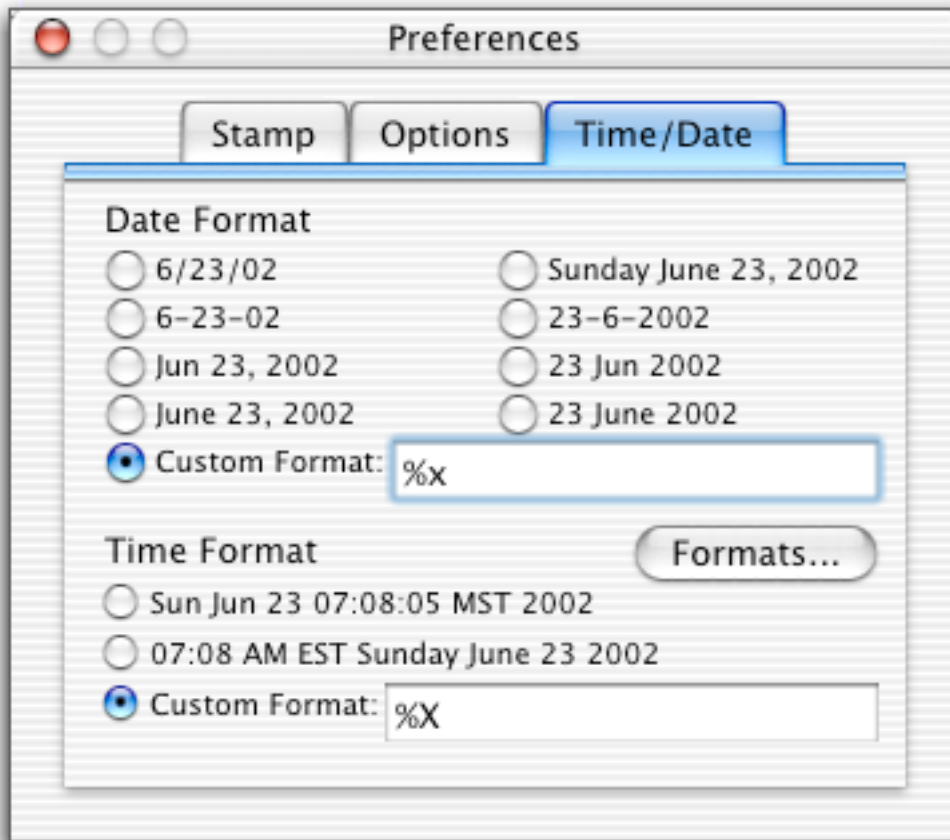 Preferences
Stamp Options Time/Date
Date Format
6/23/02 Sunday June 23, 2002
6-23-02 23-6-2002
Jun 23, 2002 23 Jun 2002
June 23, 2002 23 June 2002
Custom Format: %x
Time Format Formats...
Sun Jun 23 07:08:05 MST 2002
07:08 AM EST Sunday June 23 2002
Custom Format: %X